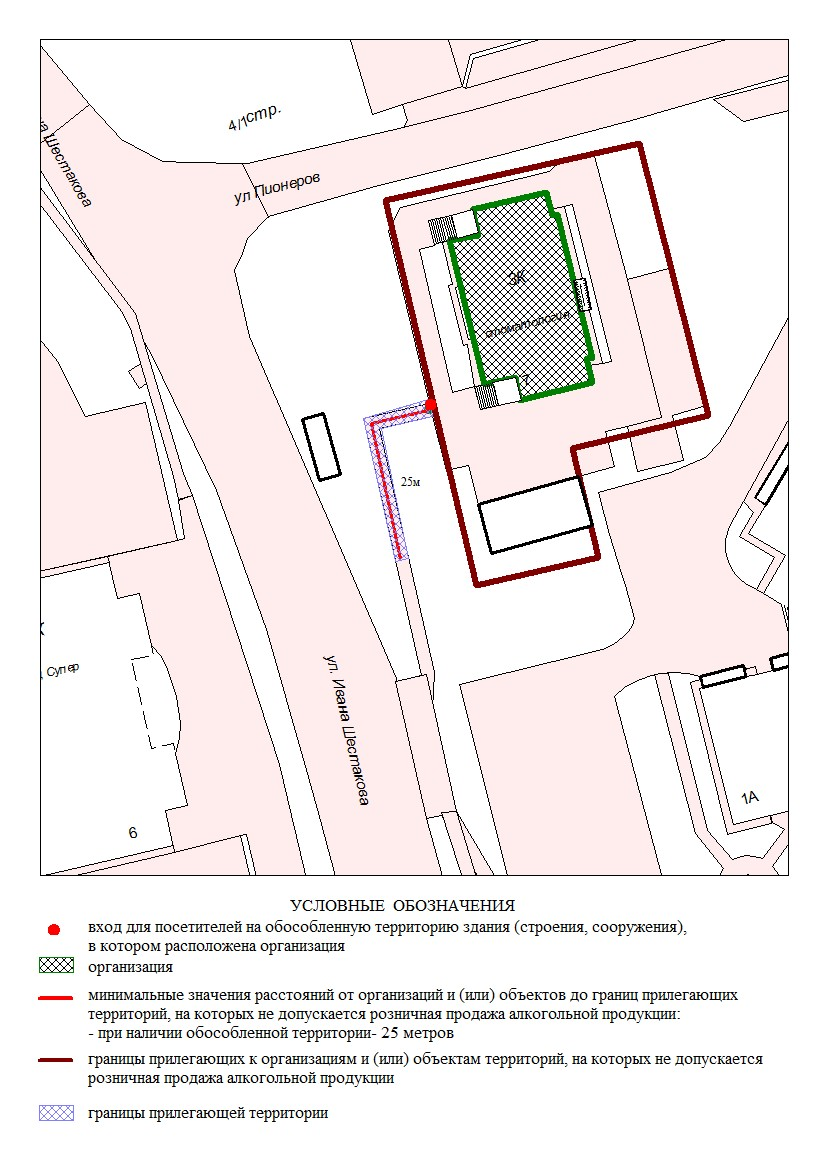 4/1стр.
ул Пионеров
на Шестакова
3К
стоматология
7
25м
К
Супер
ул. Ивана Шестакова
6
1А
УСЛОВНЫЕ ОБОЗНАЧЕНИЯ
вход для посетителей на обособленную территорию здания (строения, сооружения),
в котором расположена организация
организация
минимальные значения расстояний от организаций и (или) объектов до границ прилегающих
территорий, на которых не допускается розничная продажа алкогольной продукции:
- при наличии обособленной территории- 25 метров
границы прилегающих к организациям и (или) объектам территорий, на которых не допускается
розничная продажа алкогольной продукции
границы прилегающей территории